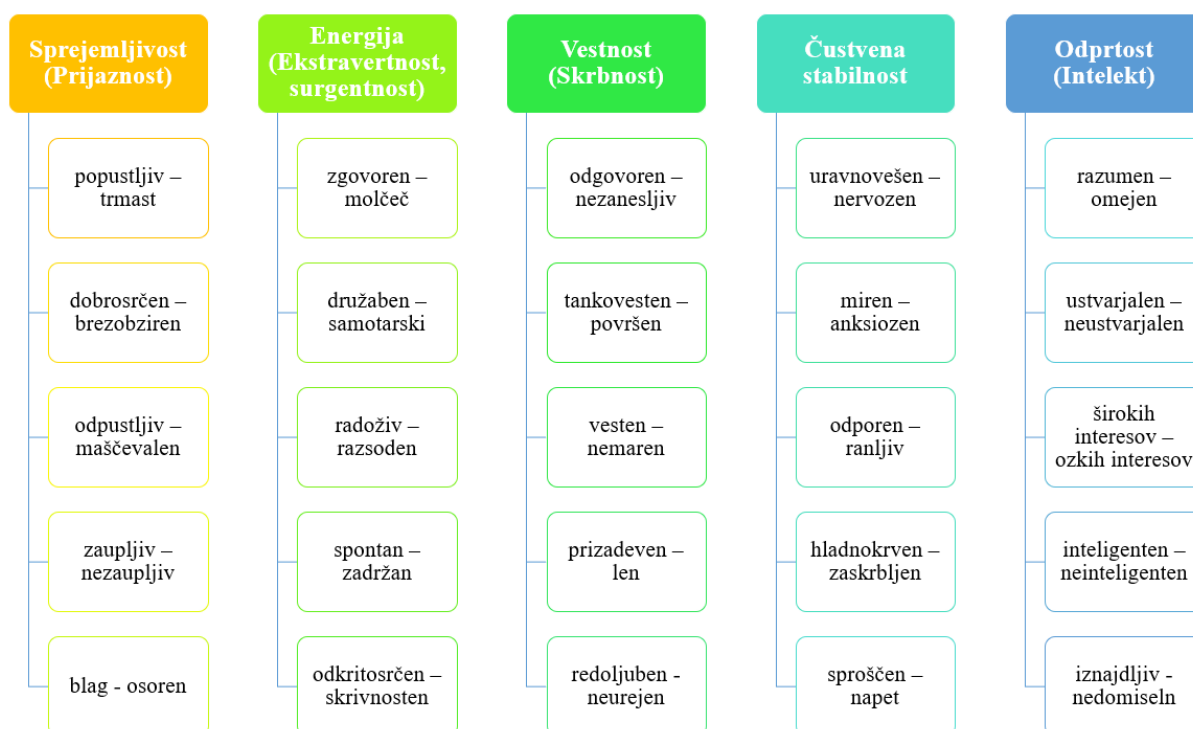 Sprejemljivost
(Prijaznost)
popustljiv –
trmast
dobrosrčen –
brezobziren
odpustljiv –
maščevalen
zaupljiv –
nezaupljiv
blag - osoren
Energija
(Ekstravertnost,
surgentnost)
zgovoren –
molčeč
družaben –
samotarski
radoživ –
razsoden
spontan –
zadržan
odkritosrčen –
skrivnosten
Vestnost
(Skrbnost)
odgovoren –
nezanesljiv
tankovesten –
površen
vesten –
nemaren
prizadeven –
len
redoljuben -
neurejen
Čustvena
stabilnost
uravnovešen –
nervozen
miren –
anksiozen
odporen –
ranljiv
hladnokrven –
zaskrbljen
sproščen –
napet
Odprtost
(Intelekt)
razumen –
omejen
ustvarjalen –
neustvarjalen
širokih
interesov –
ozkih interesov
inteligenten –
neinteligenten
iznajdljiv -
nedomiseln